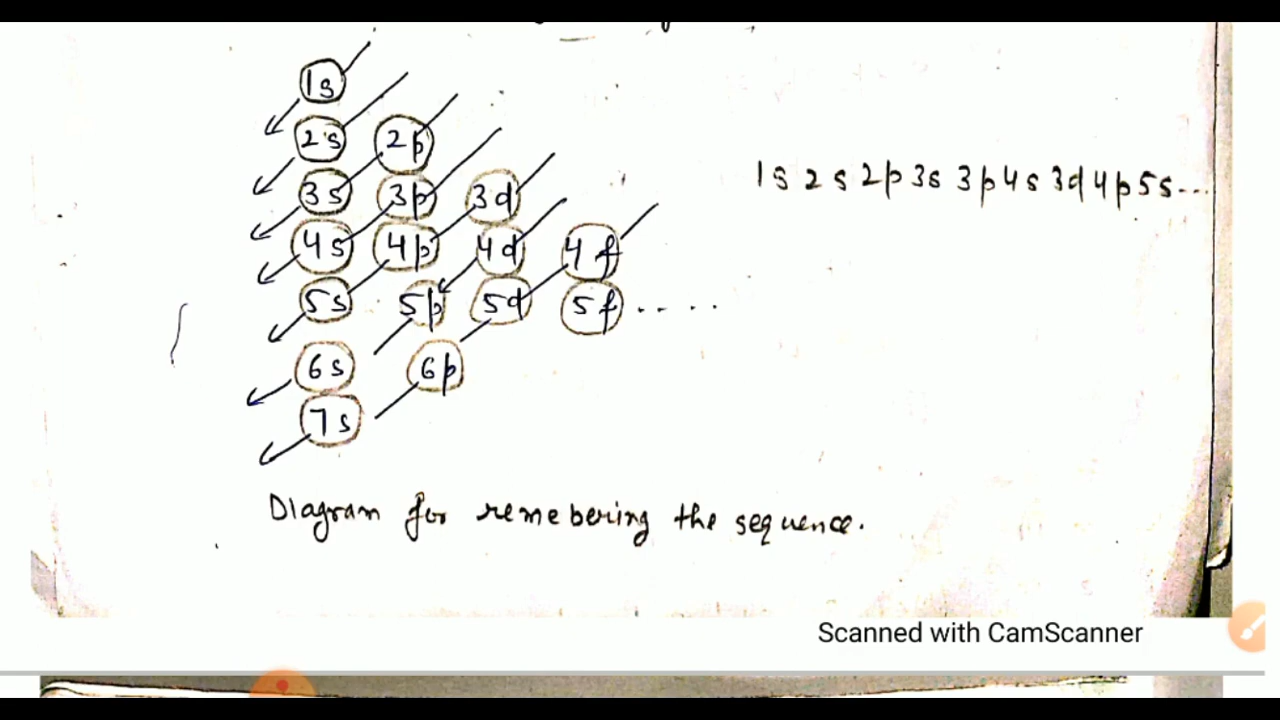 1s
2s 2p
3s 3p 3d
4s 4p 4d 4f
5s 5p 5d 5f .....
6s 6p
7s
1s 2s 2p 3s 3p 4s 3d 4p 5s...
Diagram for remebering the sequence.
Scanned with CamScanner